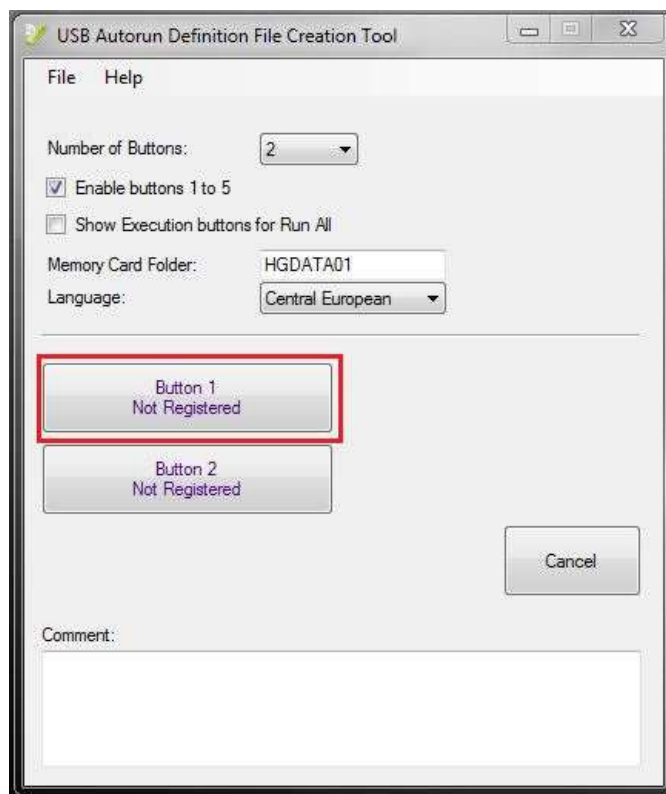 USB Autorun Definition File Creation Tool
File Help
Number of Buttons: 2
Enable buttons 1 to 5
Show Execution buttons for Run All
Memory Card Folder: HGDATA01
Language: Central European
Button 1
Not Registered
Button 2
Not Registered
Cancel
Comment: